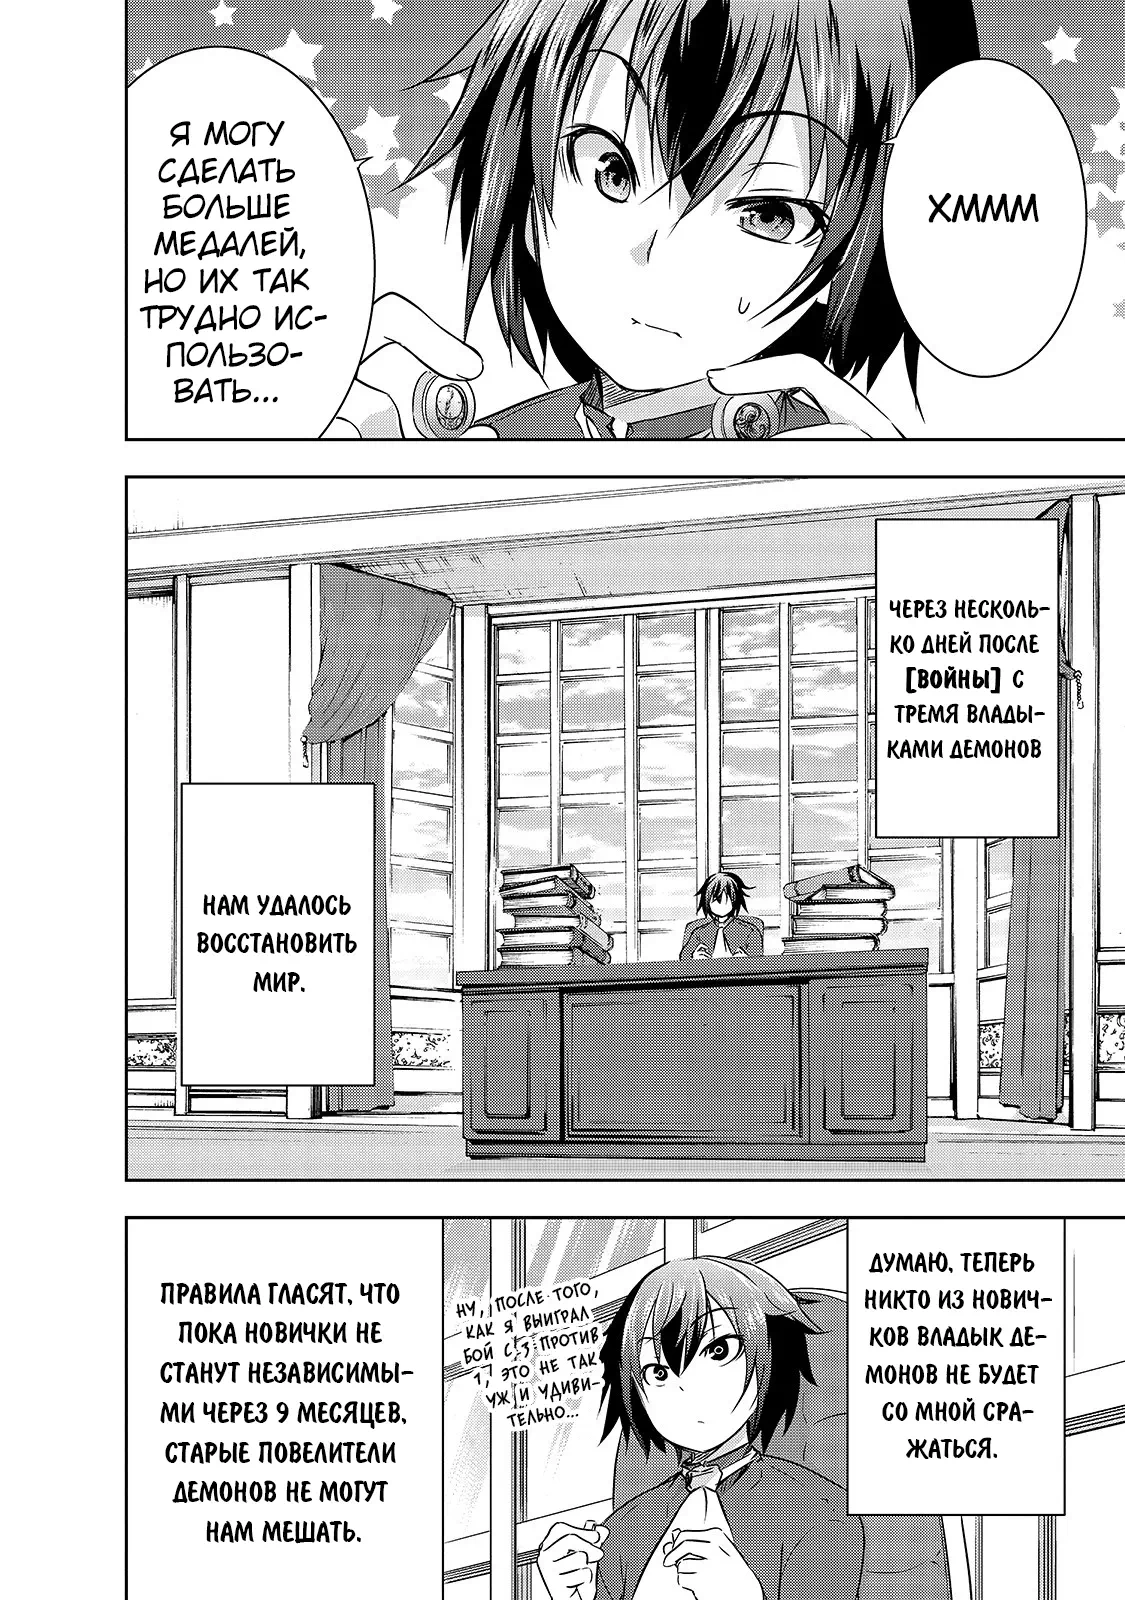 ХМММ
Я МОГУ
СДЕЛАТЬ
БОЛЬШЕ
МЕДАЛЕЙ,
НО ИХ ТАК
ТРУДНО ИС-
ПОЛЬЗО-
ВАТЬ...
ЧЕРЕЗ НЕСКОЛЬ-
КО ДНЕЙ ПОСЛЕ
[ВОЙНЫ] С
ТРЕМЯ ВЛАДЫ-
КАМИ ДЕМОНОВ
НАМ УДАЛОСЬ
ВОССТАНОВИТЬ
МИР.
ДУМАЮ, ТЕПЕРЬ
НИКТО ИЗ НОВИЧ-
КОВ ВЛАДЫК ДЕ-
МОНОВ НЕ БУДЕТ
СО МНОЙ СРА-
ЖАТЬСЯ.
НУ, ПОСЛЕ ТОГО,
КАК Я ВЫИГРАЛ
БОЙ С 3 ПРОТИВ
1, ЭТО НЕ ТАК
УЖ И УДИВИ-
ТЕЛЬНО...
ПРАВИЛА ГЛАСЯТ, ЧТО
ПОКА НОВИЧКИ НЕ
СТАНУТ НЕЗАВИСИМЫ-
МИ ЧЕРЕЗ 9 МЕСЯЦЕВ,
СТАРЫЕ ПОВЕЛИТЕЛИ
ДЕМОНОВ НЕ МОГУТ
НАМ МЕШАТЬ.